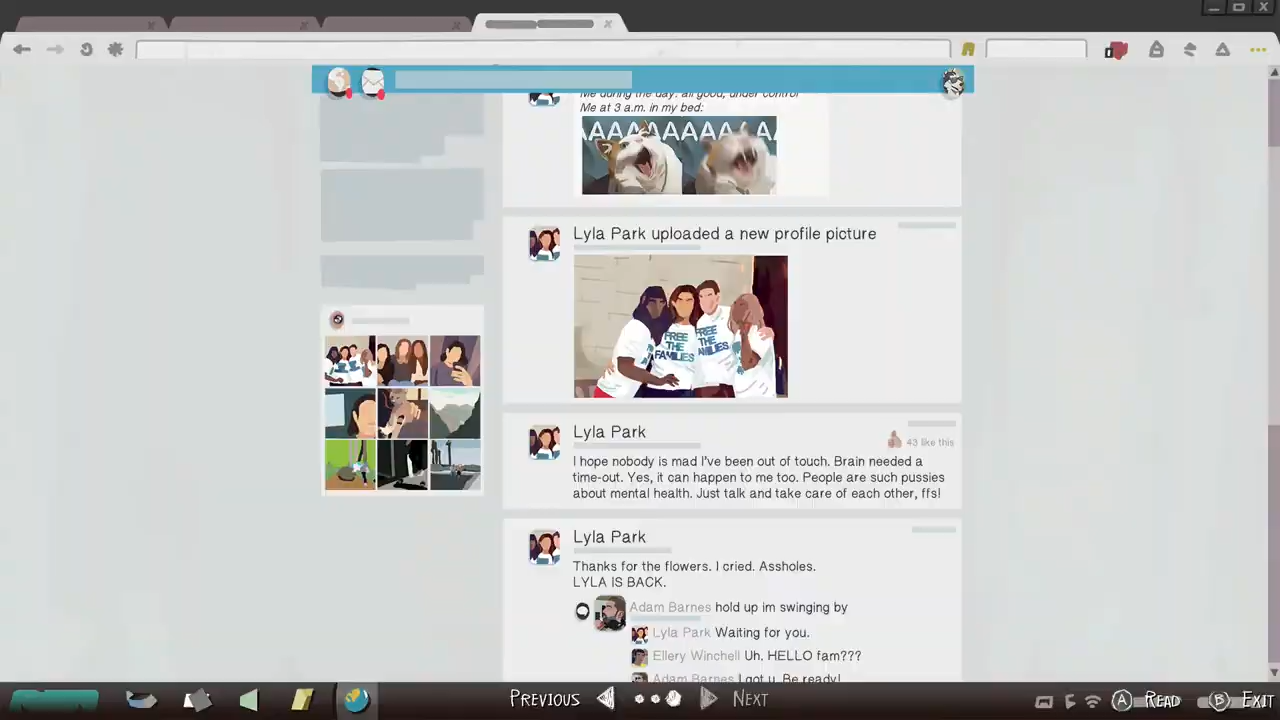 Me during the day: all good, under control
Me at 3 a.m. in my bed:
AAAAAAAAAAAA
Lyla Park uploaded a new profile picture
FREE
THE
FAMILIES
FREE
THE
FAMILIES
Lyla Park
43 like this
I hope nobody is mad I've been out of touch. Brain needed a
time-out. Yes, it can happen to me too. People are such pussies
about mental health. Just talk and take care of each other, ffs!
Lyla Park
Thanks for the flowers. I cried. Assholes.
LYLA IS BACK.
Adam Barnes hold up im swinging by
Lyla Park Waiting for you.
Ellery Winchell Uh. HELLO fam???
Adam Barnes I got u. Be ready!
PREVIOUS
NEXT
A READ
B EXIT